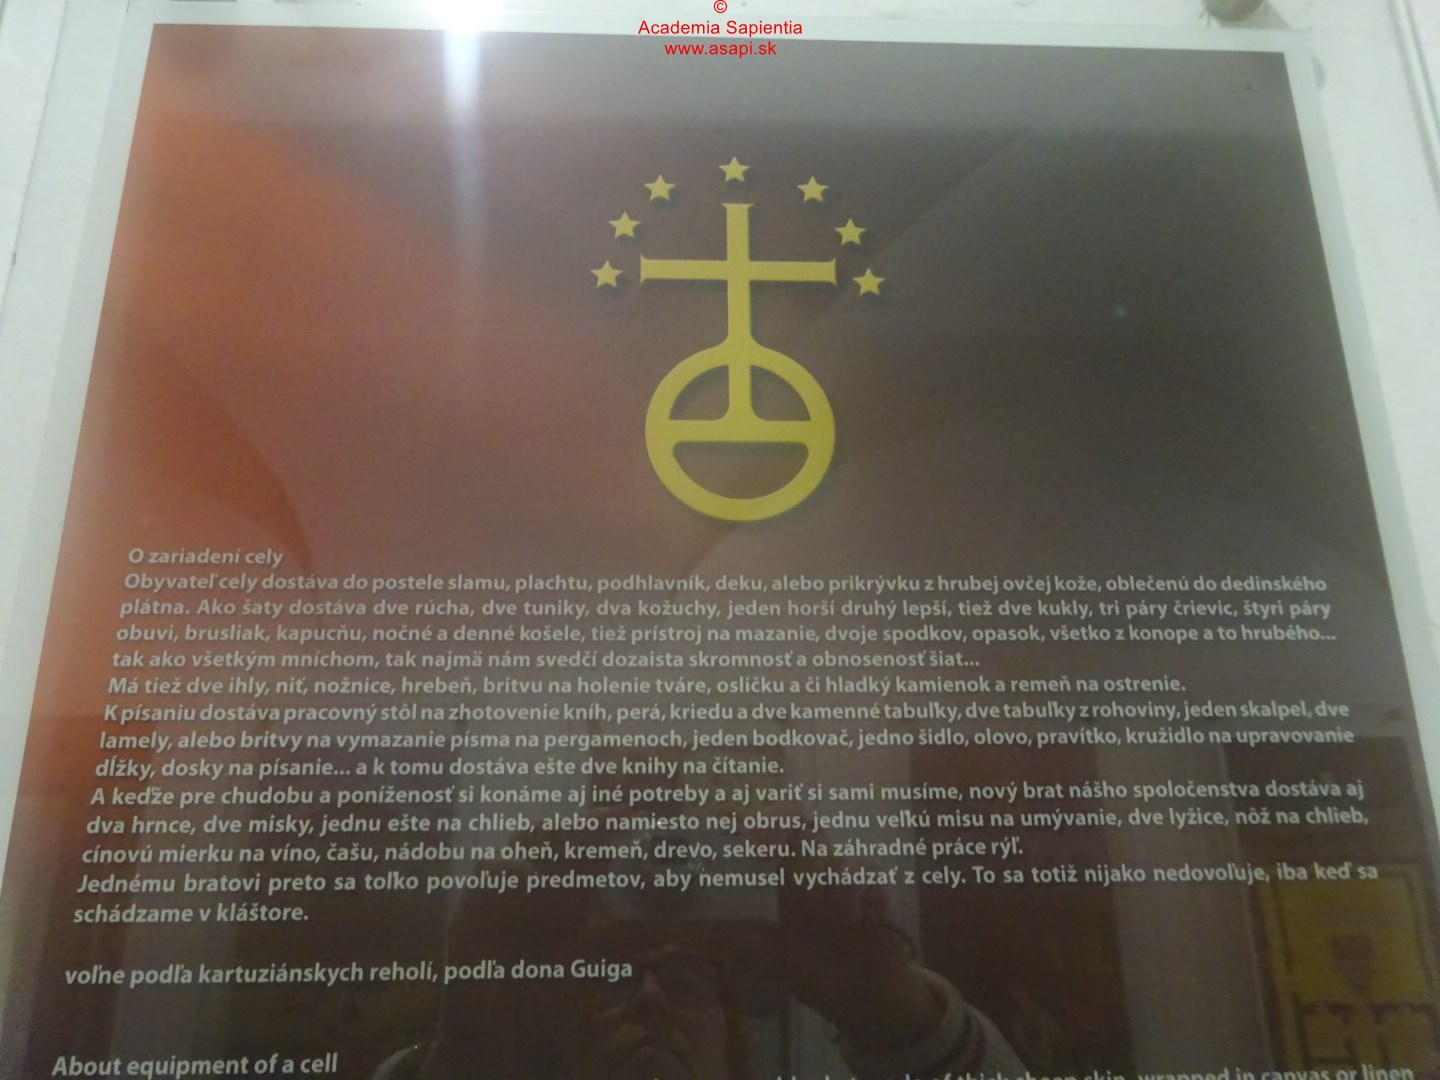 ©
Academia Sapientia
www.asapi.sk
O zariadení cely
Obyvateľ cely dostáva do postele slamu, plachtu, podhlavník, deku, alebo prikrývku z hrubej ovčej kože, oblečenú do dedinského
plátna. Ako šaty dostáva dve rúcha, dve tuniky, dva kožuchy, jeden horší druhý lepší, tiež dve kukly, tri páry črievic, štyri páry
obuvi, brusliak, kapucňu, nočné a denné košele, tiež prístroj na mazanie, dvoje spodkov, opasok, všetko z konope a to hrubého...
tak ako všetkým mníchom, tak najmä nám svedčí dozaista skromnosť a obnosenosť šiat...
Má tiež dve ihly, niť, nožnice, hrebeň, britvu na holenie tváre, osličku a či hladký kamienok a remeň na ostrenie.
K písaniu dostáva pracovný stôl na zhotovenie kníh, perá, kriedu a dve kamenné tabuľky, dve tabuľky z rohoviny, jeden skalpel, dve
lamely, alebo britvy na vymazanie písma na pergamenoch, jeden bodkovač, jedno šidlo, olovo, pravítko, kružidlo na upravovanie
dĺžky, dosky na písanie... a k tomu dostáva ešte dve knihy na čítanie.
A keďže pre chudobu a poníženosť si konáme aj iné potreby a aj variť si sami musíme, nový brat nášho spoločenstva dostáva aj
dva hrnce, dve misky, jednu ešte na chlieb, alebo namiesto nej obrus, jednu veľkú misu na umývanie, dve lyžice, nôž na chlieb,
cínovú mierku na víno, čašu, nádobu na oheň, kremeň, drevo, sekeru. Na záhradné práce rýľ.
Jednému bratovi preto sa toľko povoľuje predmetov, aby nemusel vychádzať z cely. To sa totiž nijako nedovoľuje, iba keď sa
schádzame v kláštore.
voľne podľa kartuziánskych reholí, podľa dona Guiga
About equipment of a cell
of thick sheep skin, wrapped in canvas or linen